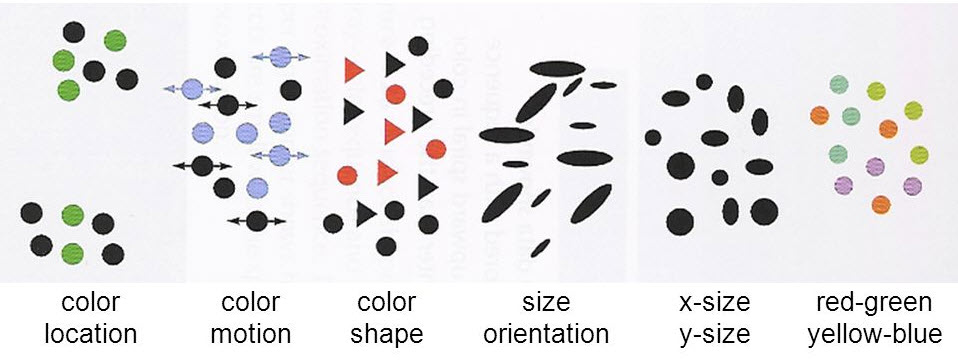 color
location
color
motion
color
shape
size
orientation
x-size
y-size
red-green
yellow-blue